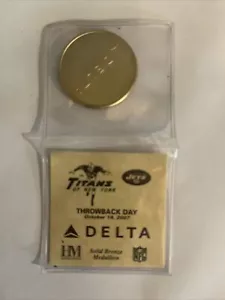 JETS
TITANS
OF NEW YORK
THROWBACK DAY
October 14, 2007
DELTA
HM
Solid Bronze
Medallion
NFL